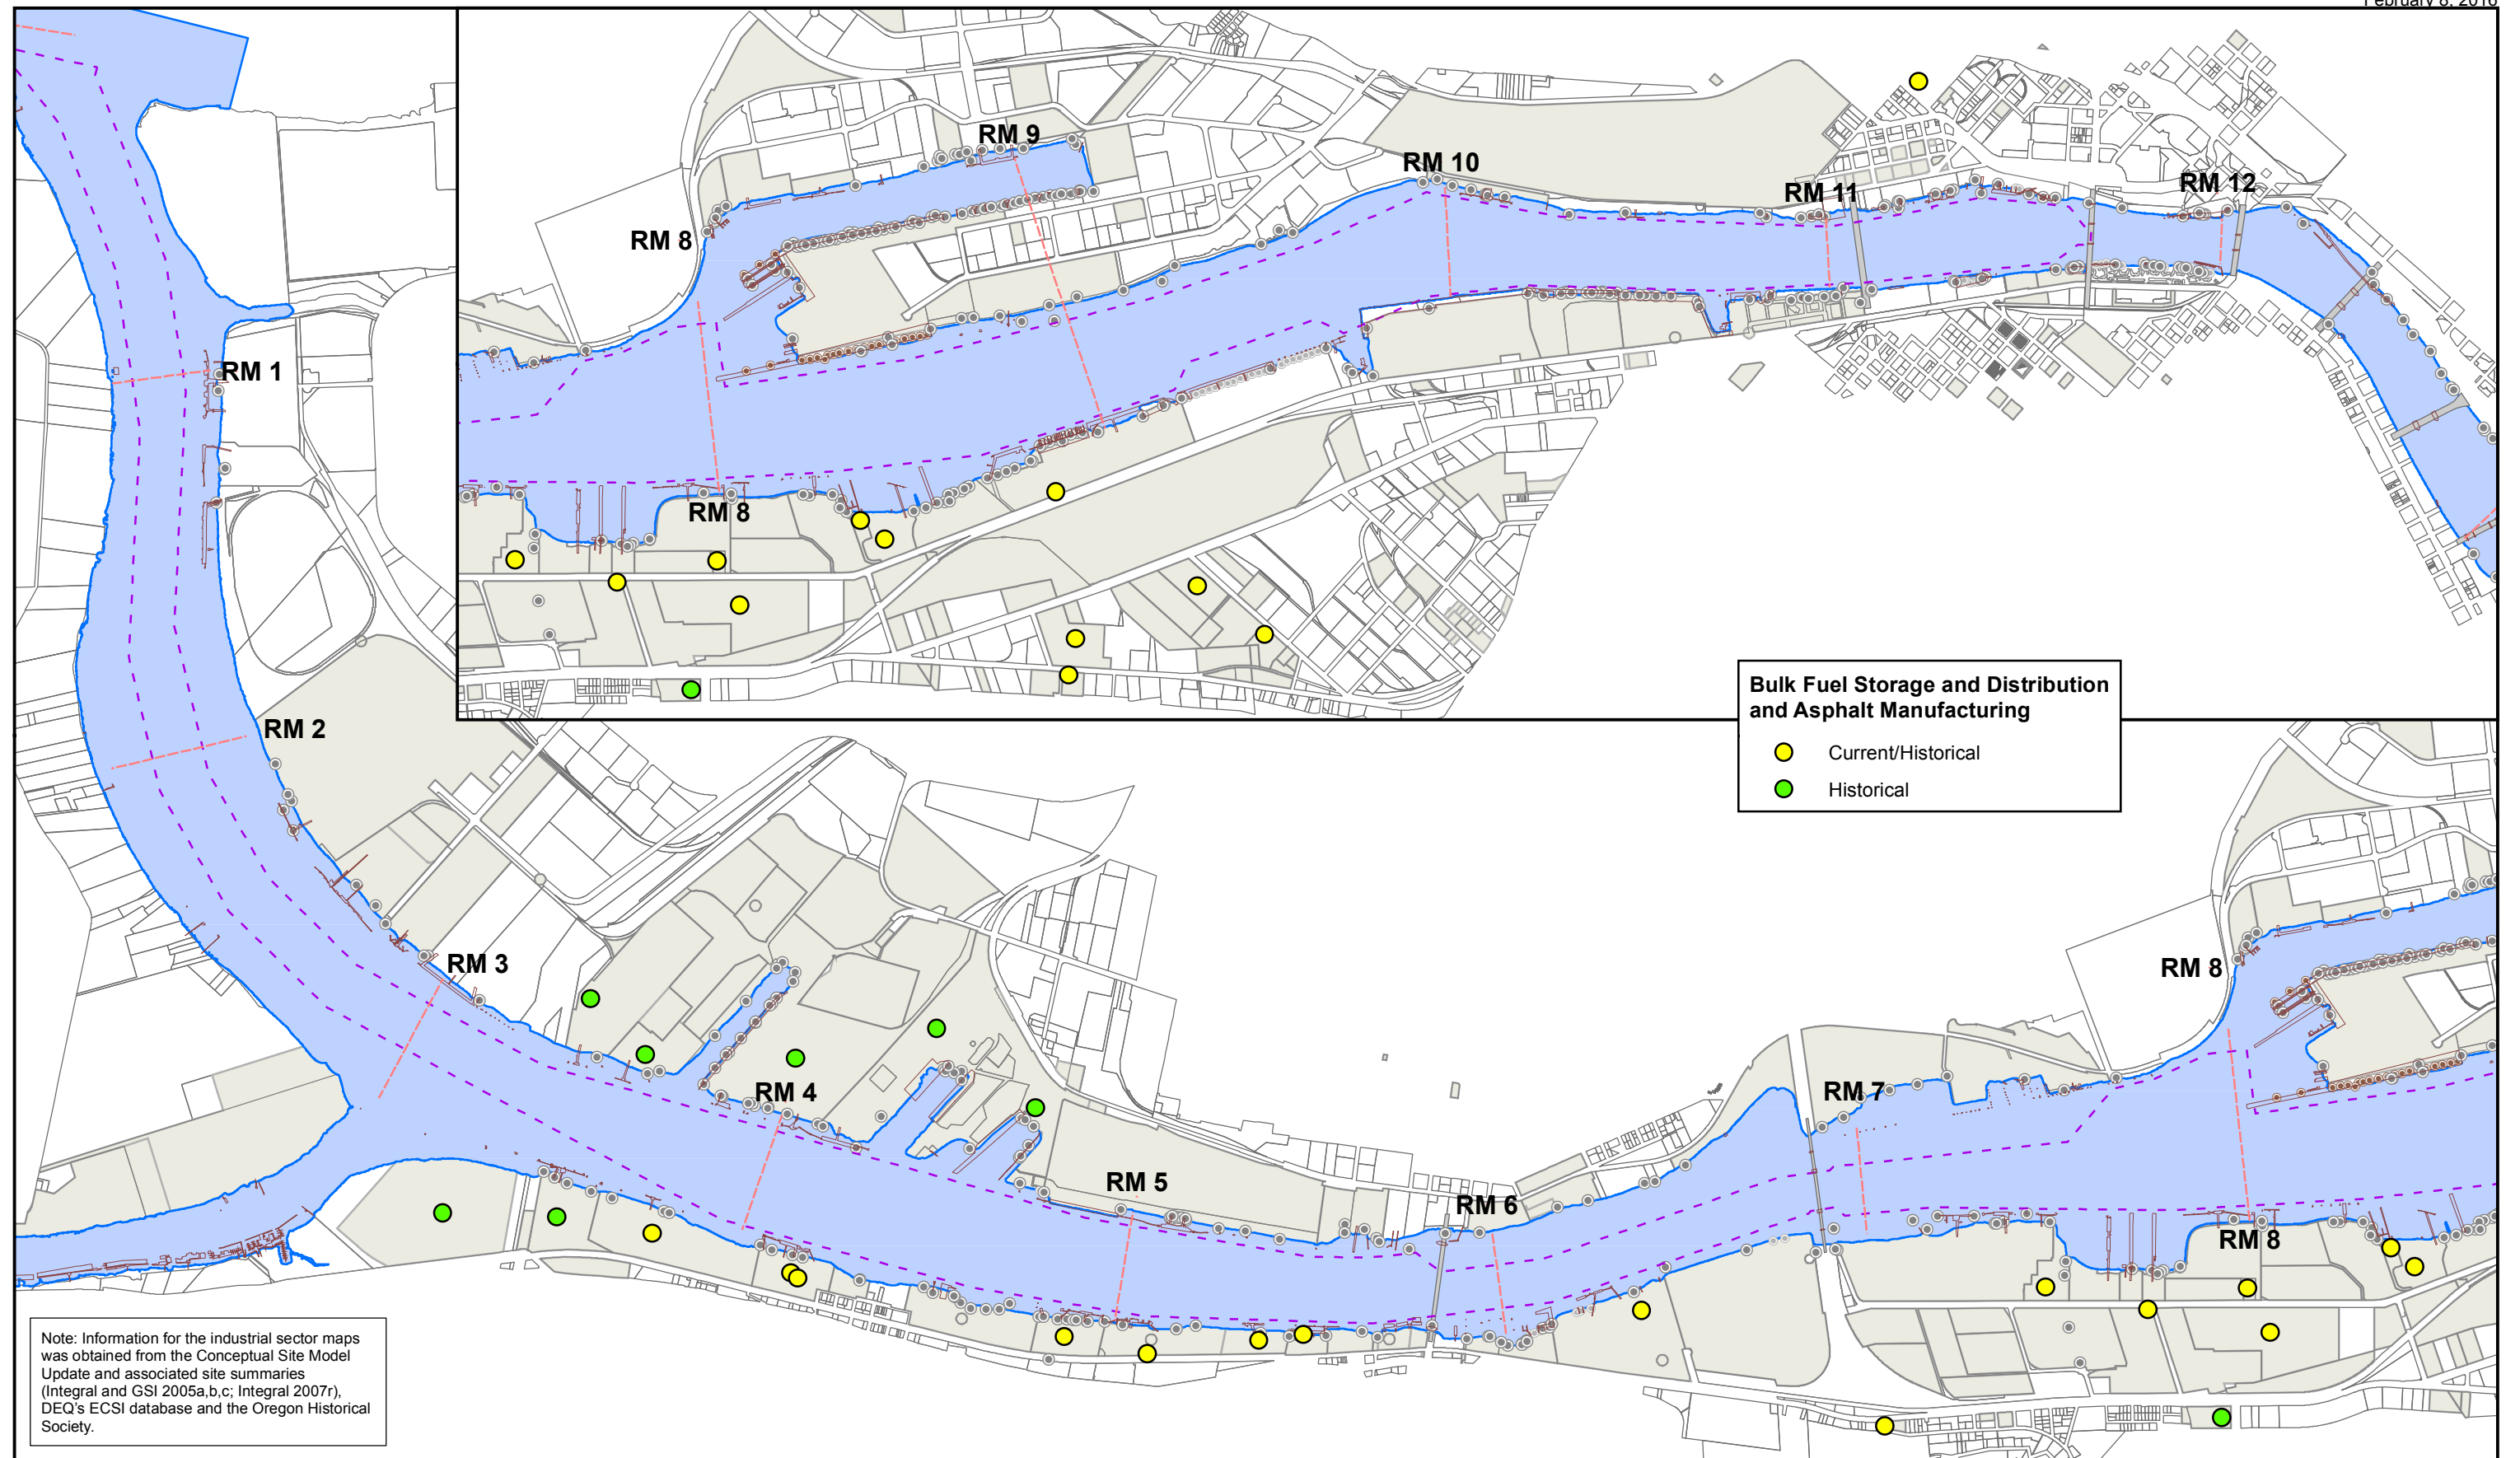 February 8, 2016
RM 9
RM 10
RM 11
RM 12
RM 8
RM 1
RM 8
RM 2
Bulk Fuel Storage and Distribution
and Asphalt Manufacturing
Current/Historical
Historical
RM 3
RM 8
RM 4
RM 7
RM 5
RM 6
RM 8
Note: Information for the industrial sector maps
was obtained from the Conceptual Site Model
Update and associated site summaries
(Integral and GSI 2005a,b,c; Integral 2007r),
DEQ's ECSI database and the Oregon Historical
Society.